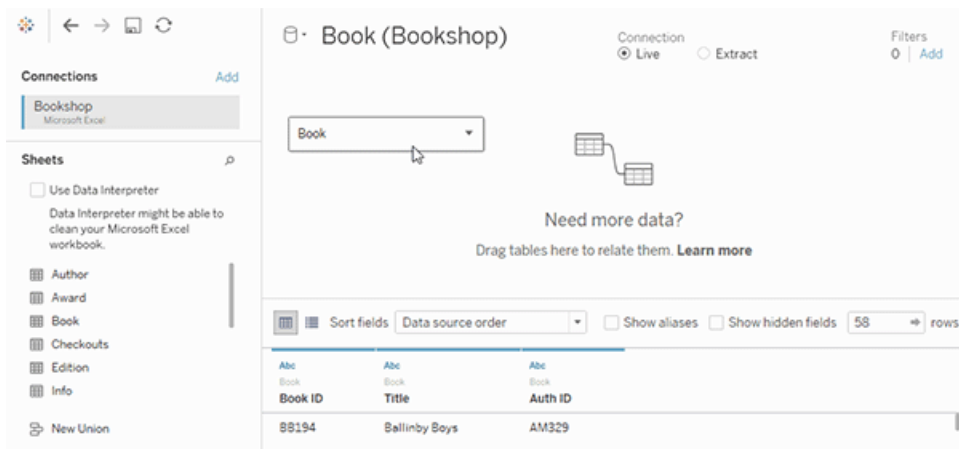 Book (Bookshop)
Connection
Live
Extract
Filters
0 | Add
Connections
Add
Bookshop
Microsoft Excel
Sheets
Use Data Interpreter
Data Interpreter might be able to
clean your Microsoft Excel
workbook.
Author
Award
Book
Checkouts
Edition
Info
New Union
Book
Need more data?
Drag tables here to relate them. Learn more
Sort fields
Data source order
Show aliases
Show hidden fields
58
rows
Abc
Book
Book ID
Abc
Book
Title
Abc
Book
Auth ID
BB194
Ballinby Boys
AM329